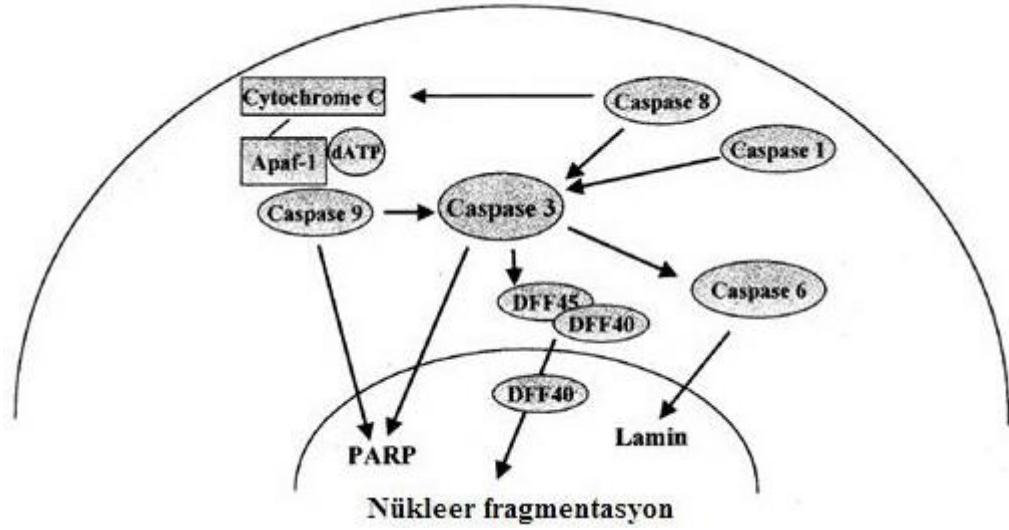 Cytochrome C
Caspase 8
Caspase 1
Apaf-1
dATP
Caspase 9
Caspase 3
Caspase 6
DFF45
DFF40
DFF40
Lamin
PARP
Nükleer fragmentasyon